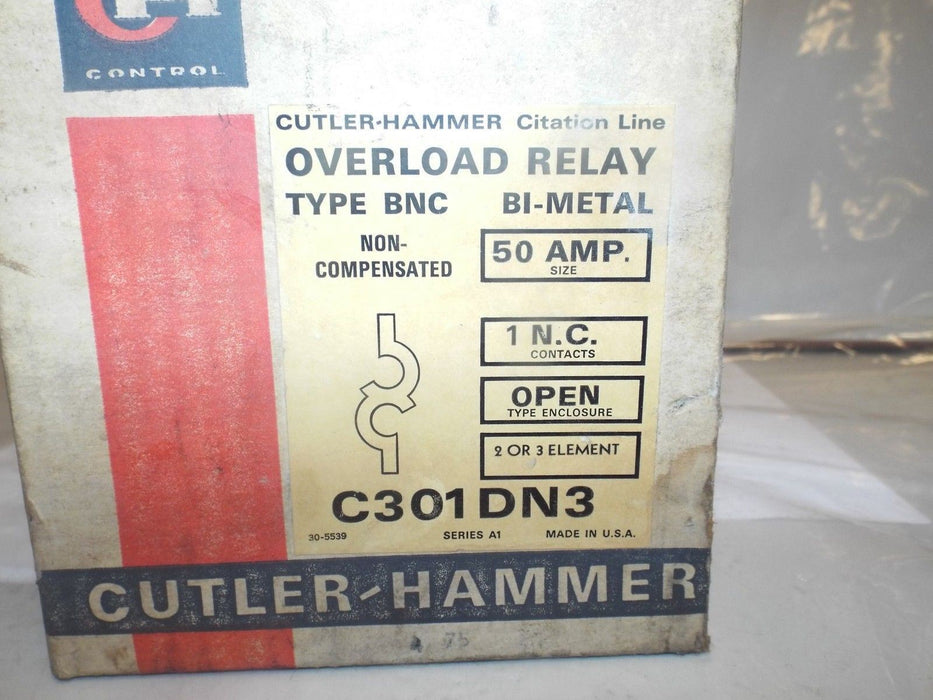 CH
CONTROL
CUTLER-HAMMER Citation Line
OVERLOAD RELAY
TYPE BNC BI-METAL
NON-
COMPENSATED
50 AMP.
SIZE
1 N.C.
CONTACTS
OPEN
TYPE ENCLOSURE
2 OR 3 ELEMENT
C301DN3
30-5539 SERIES A1 MADE IN U.S.A.
CUTLER-HAMMER